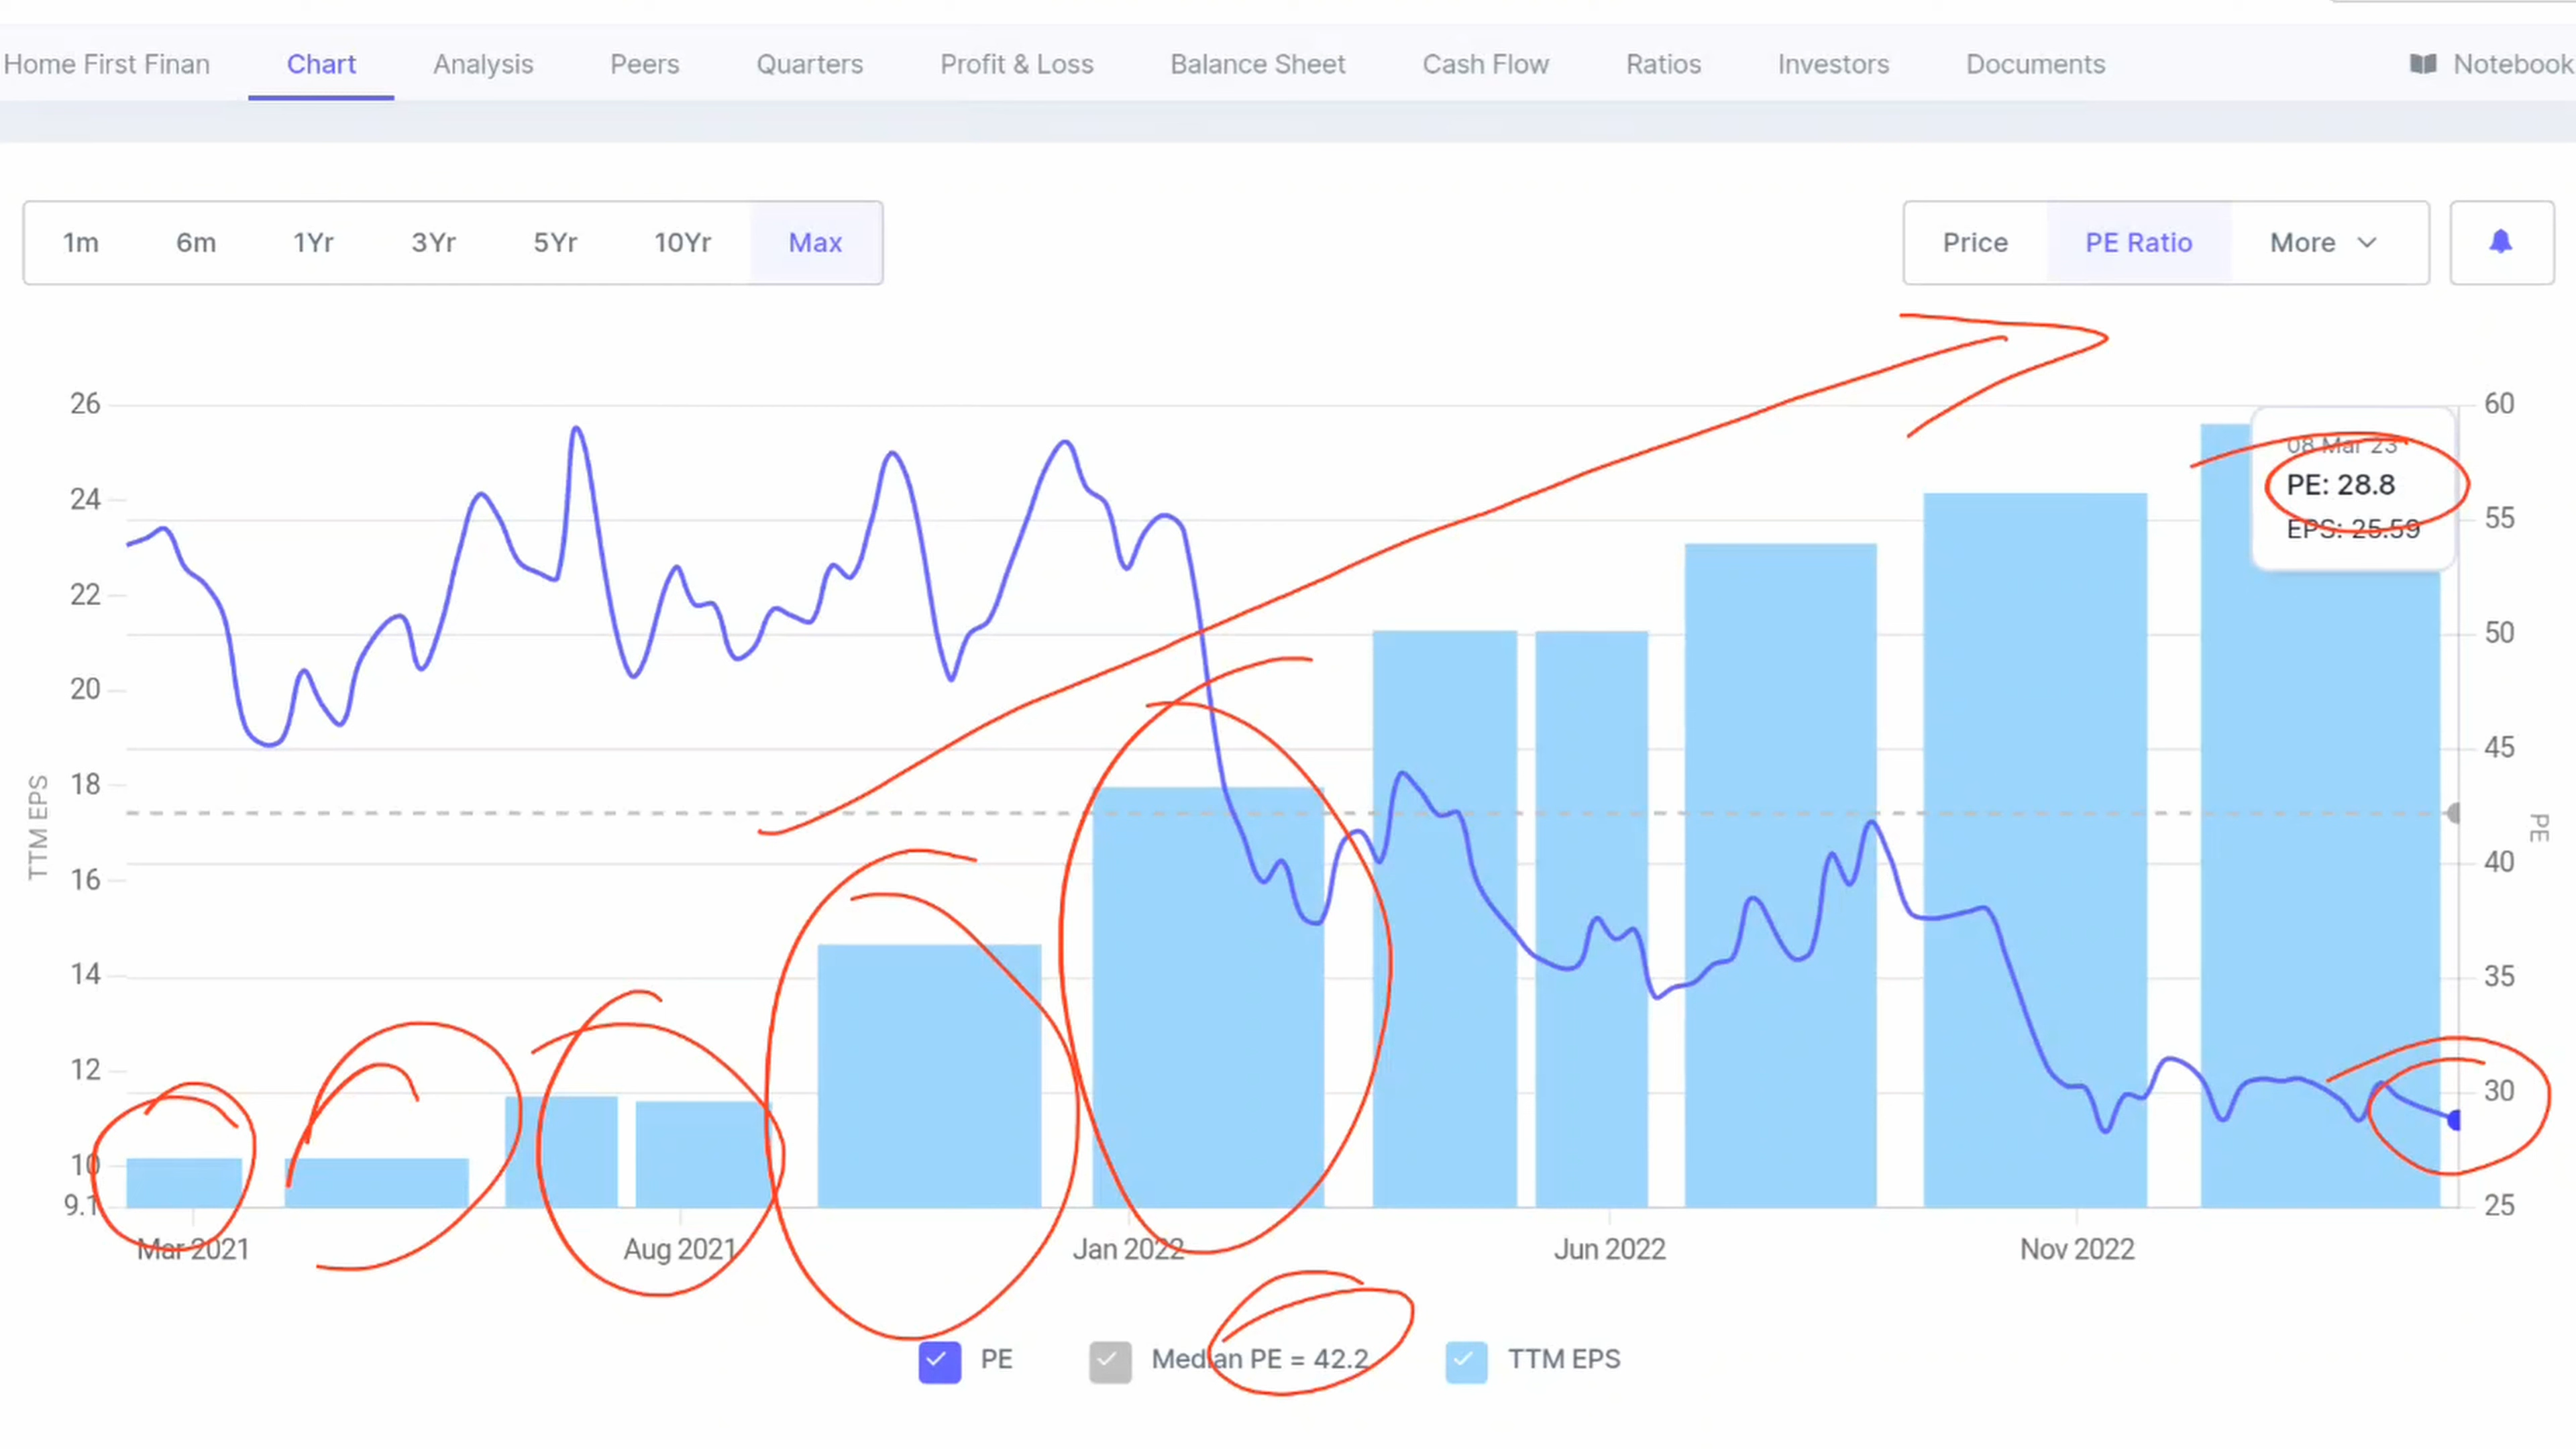 Home First Finan Chart Analysis Peers Quarters Profit & Loss Balance Sheet Cash Flow Ratios Investors Documents Notebook
1m 6m 1Yr 3Yr 5Yr 10Yr Max Price PE Ratio More
26 60
08 Mar 23
PE: 28.8
24
EPS: 25.59
55
22
50
20
45
18
TTM EPS
PE
16 40
14 35
12 30
10
9.1 25
Mar 2021 Aug 2021 Jan 2022 Jun 2022 Nov 2022
PE Median PE = 42.2 TTM EPS